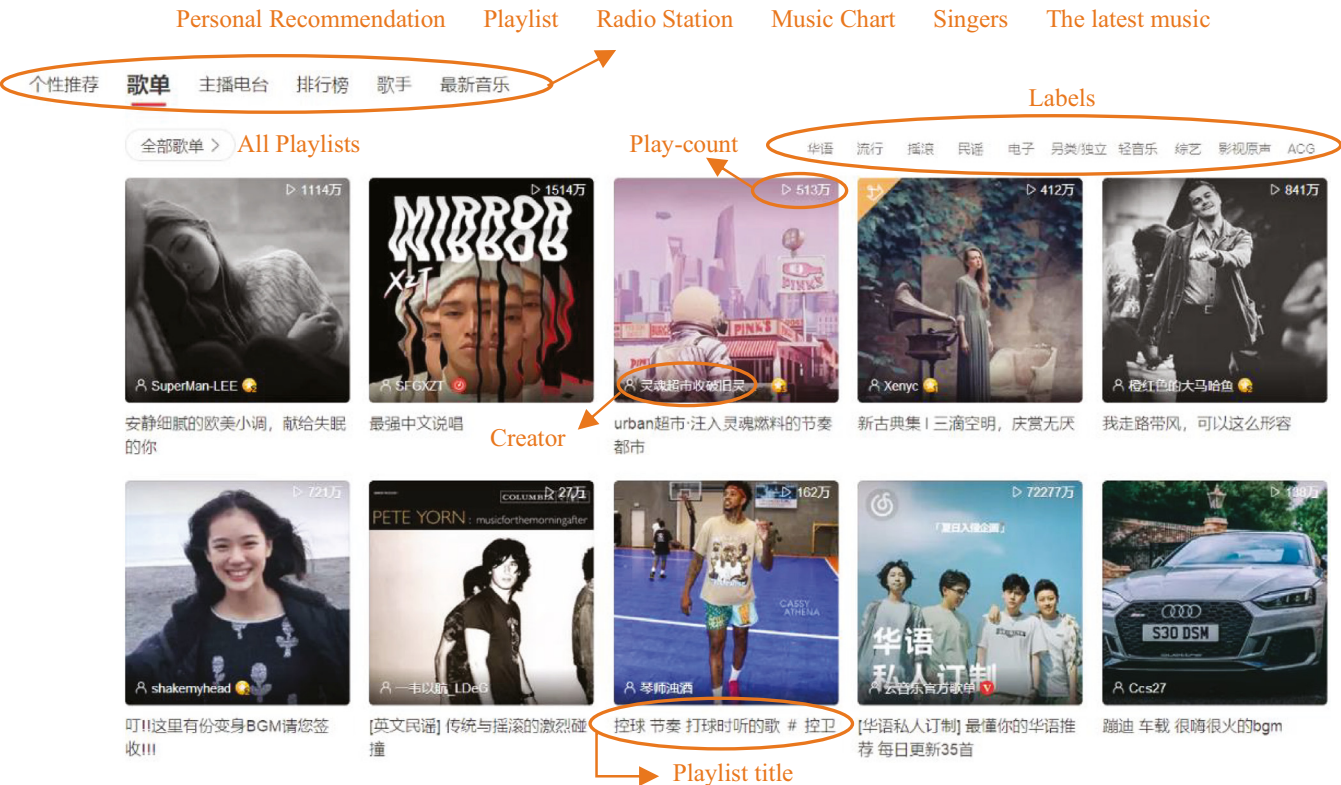 Personal Recommendation Playlist Radio Station Music Chart Singers The latest music
个性推荐 歌单 主播电台 排行榜 歌手 最新音乐
Labels
全部歌单 > All Playlists
Play-count
华语 流行 摇滚 民谣 电子 另类/独立 轻音乐 综艺 影视原声 ACG
1114万
1514万
513万
412万
841万
MIRROR
MIRROR
XZT
PINK'S
PINK'S
SuperMan-LEE
SFGXZT
灵魂超市收破旧灵
Xenyc
橙红色的大马哈鱼
安静细腻的欧美小调，献给失眠
的你
最强中文说唱
urban超市·注入灵魂燃料的节奏
都市
新古典集 | 三滴空明，庆赏无厌
我走路带风，可以这么形容
Creator
721万
27万
162万
72277万
138万
COLUMBIA
PETE YORN : musicforthemorningafter
「夏日入播企画」
CASSY
ATHENA
华语
私人订制
S30 DSM
shakemyhead
一韦以航_LDeG
琴师浊酒
云音乐官方歌单
Ccs27
叮!!这里有份变身BGM请您签
收!!!
[英文民谣] 传统与摇滚的激烈碰
撞
控球 节奏 打球时听的歌 # 控卫
[华语私人订制] 最懂你的华语推
荐 每日更新35首
蹦迪 车载 很嗨很火的bgm
Playlist title